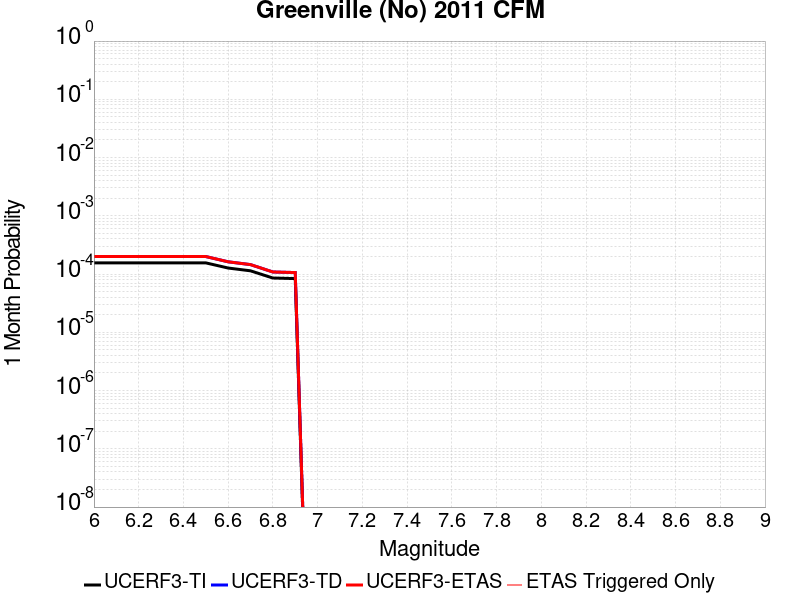 Greenville (No) 2011 CFM
10^0
10^-1
10^-2
10^-3
10^-4
10^-5
10^-6
10^-7
10^-8
1 Month Probability
6 6.2 6.4 6.6 6.8 7 7.2 7.4 7.6 7.8 8 8.2 8.4 8.6 8.8 9
Magnitude
UCERF3-TI UCERF3-TD UCERF3-ETAS ETAS Triggered Only